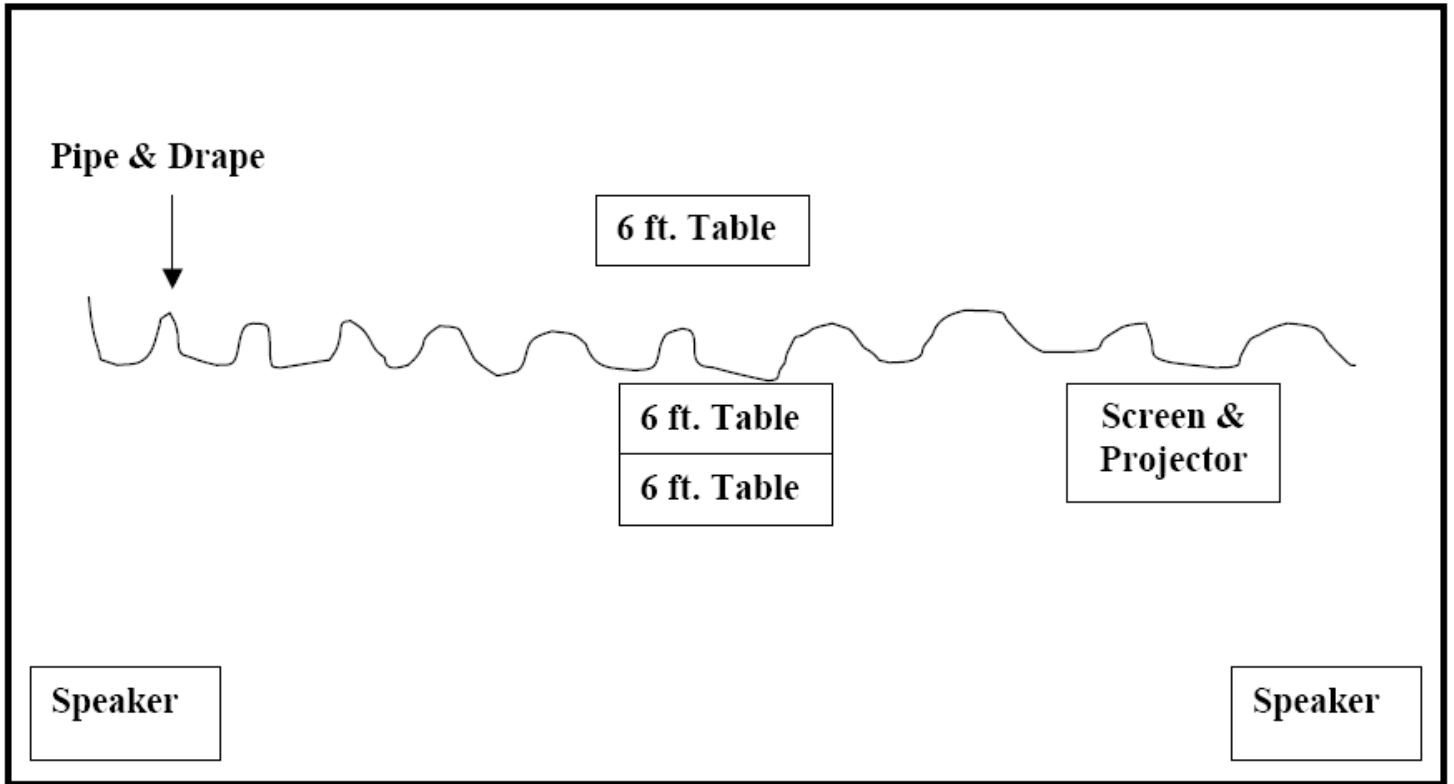 Pipe & Drape
6 ft. Table
6 ft. Table
6 ft. Table
Screen &
Projector
Speaker
Speaker